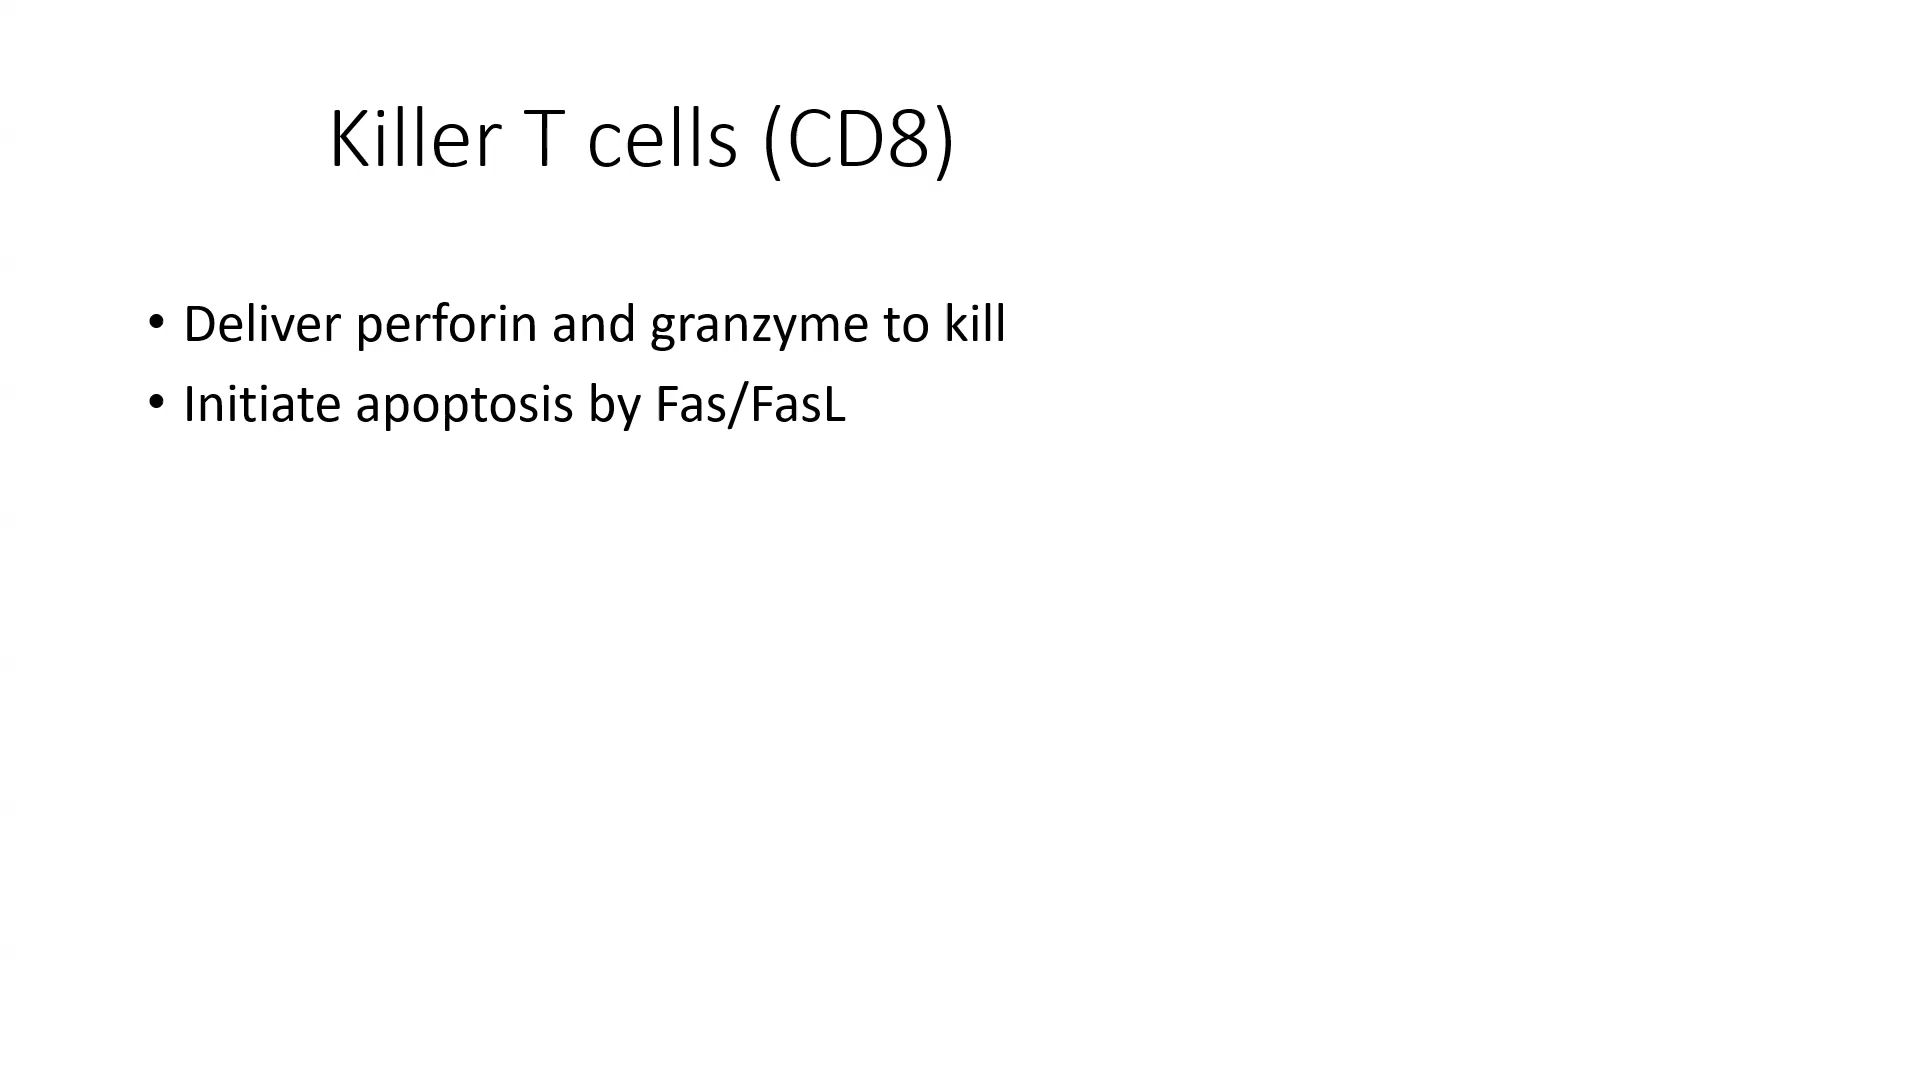 Killer T cells (CD8)
• Deliver perforin and granzyme to kill
• Initiate apoptosis by Fas/FasL